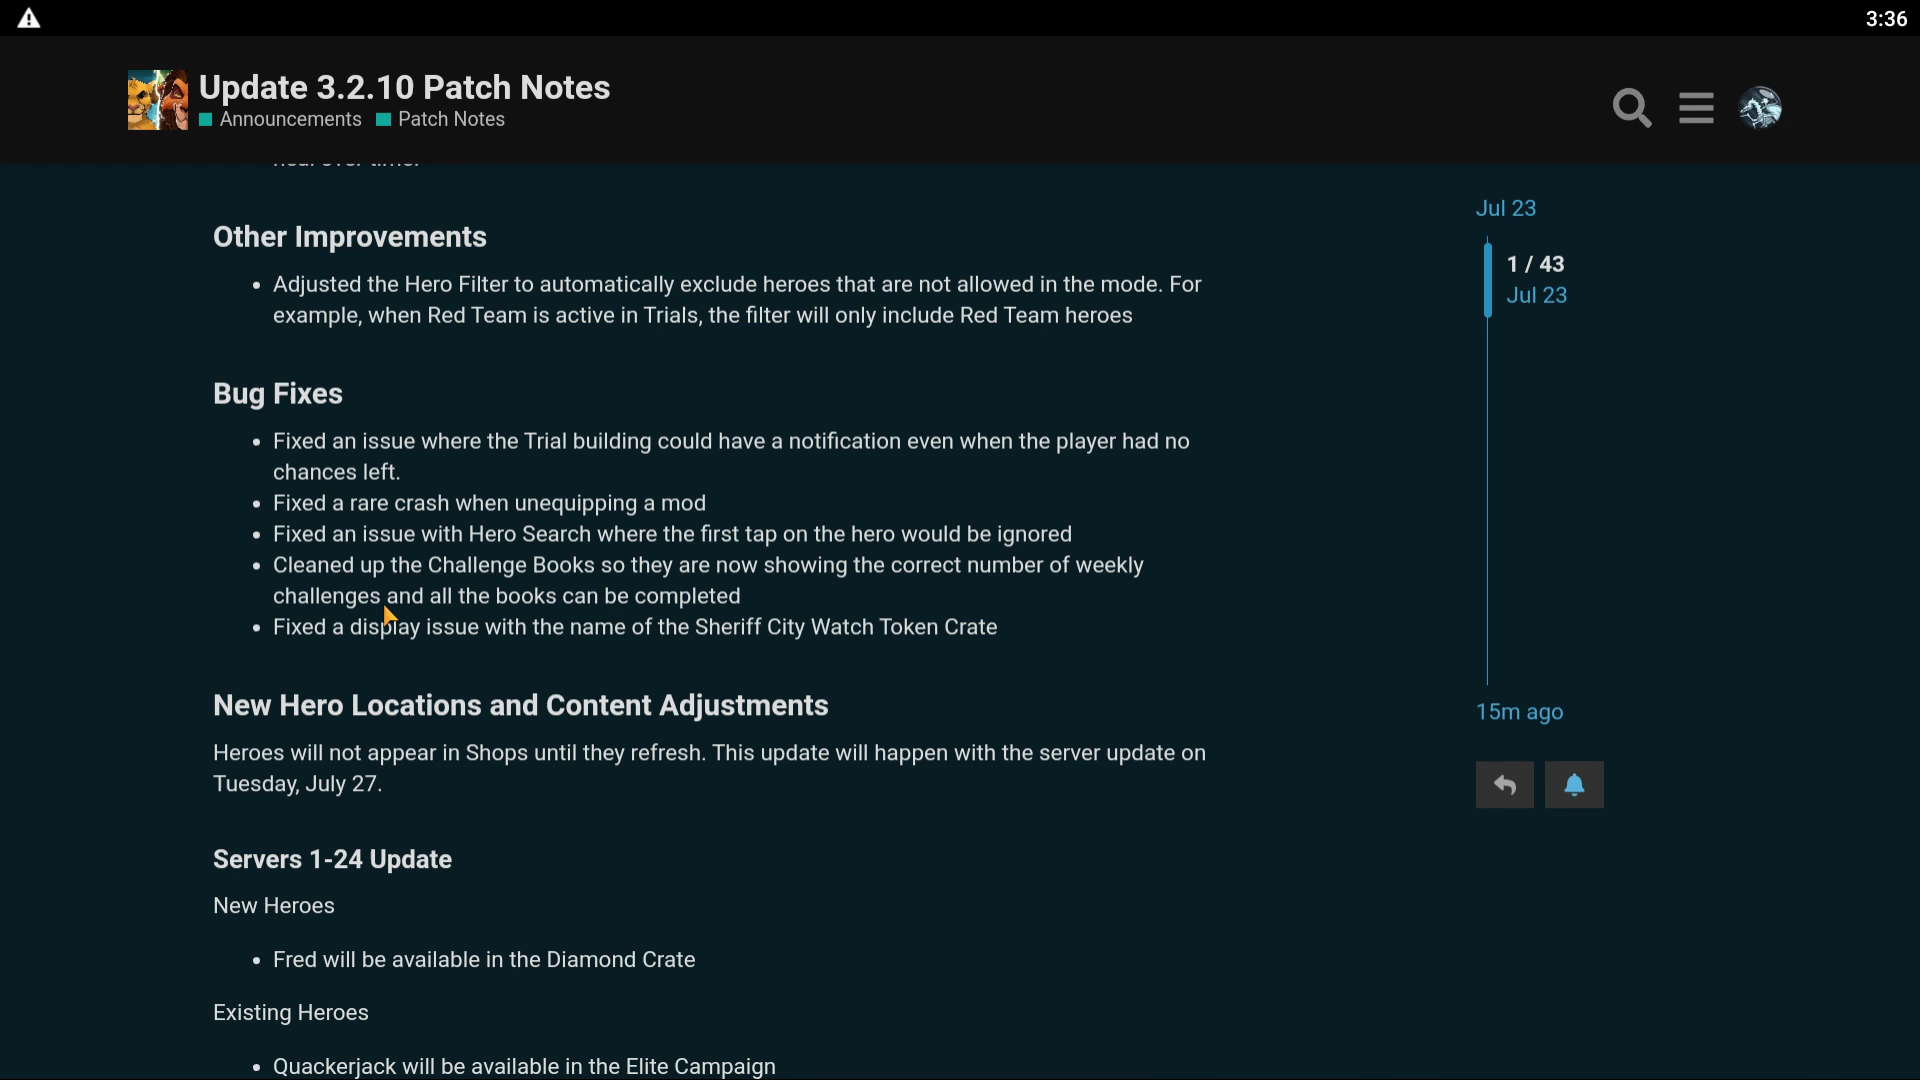 3:36
Update 3.2.10 Patch Notes
Announcements Patch Notes
heal over time.
Other Improvements
• Adjusted the Hero Filter to automatically exclude heroes that are not allowed in the mode. For
example, when Red Team is active in Trials, the filter will only include Red Team heroes
Bug Fixes
• Fixed an issue where the Trial building could have a notification even when the player had no
chances left.
• Fixed a rare crash when unequipping a mod
• Fixed an issue with Hero Search where the first tap on the hero would be ignored
• Cleaned up the Challenge Books so they are now showing the correct number of weekly
challenges and all the books can be completed
• Fixed a display issue with the name of the Sheriff City Watch Token Crate
New Hero Locations and Content Adjustments
Heroes will not appear in Shops until they refresh. This update will happen with the server update on
Tuesday, July 27.
Servers 1-24 Update
New Heroes
• Fred will be available in the Diamond Crate
Existing Heroes
• Quackerjack will be available in the Elite Campaign
Jul 23
1 / 43
Jul 23
15m ago